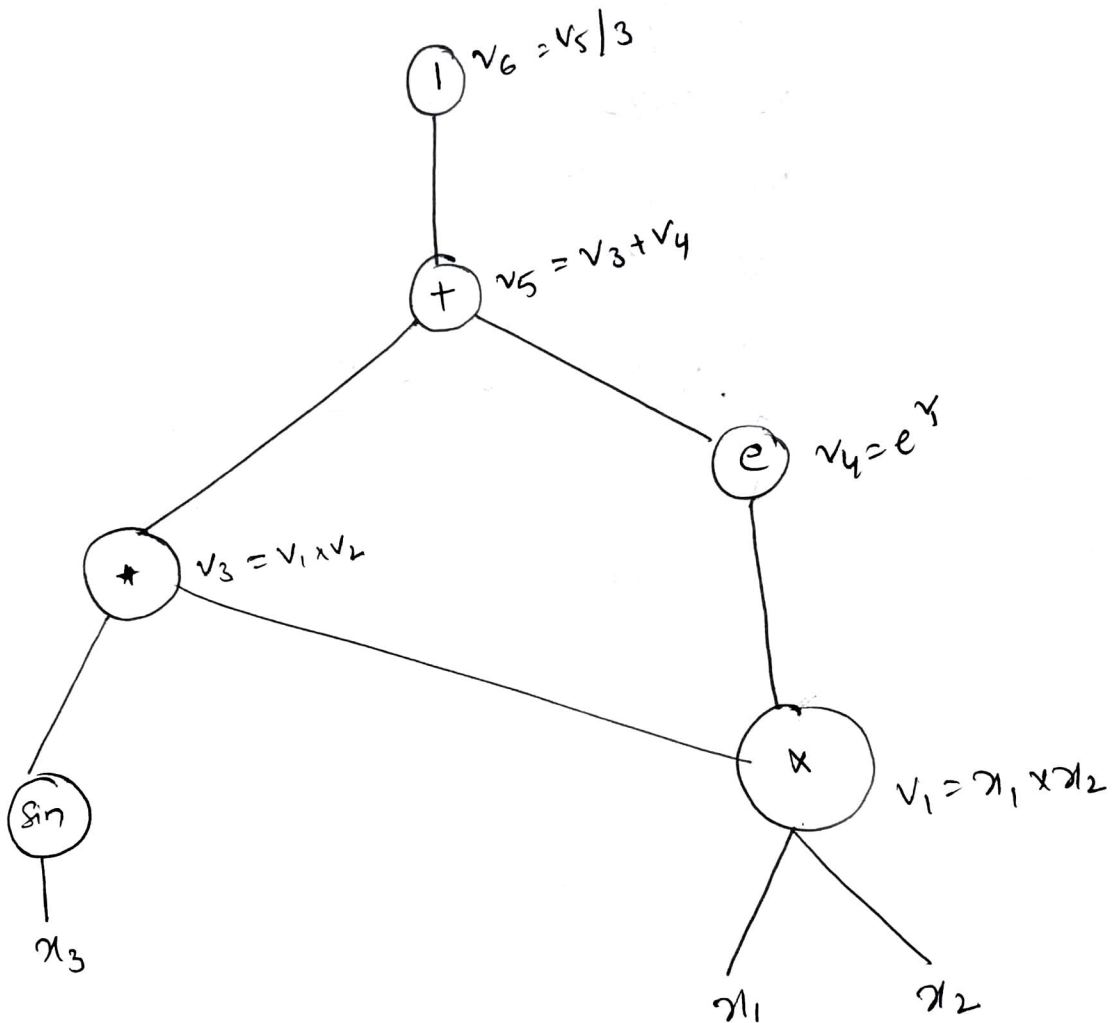 / v₆ = v₅/3
+ v₅ = v₃+v₄
e v₄ = e^v₁
* v₃ = v₁ × v₂
sin
× v₁ = x₁ × x₂
x₃
x₁ x₂